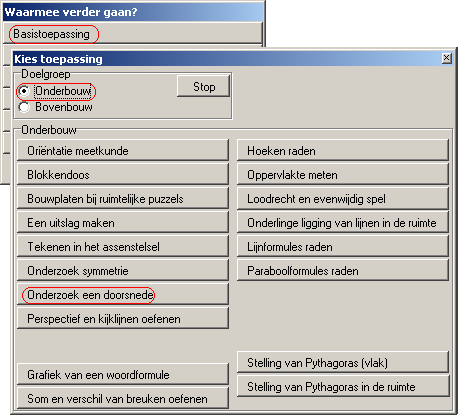 Waarmee verder gaan?
Basistoepassing
Kies toepassing
Doelgroep
Onderbouw
Bovenbouw
Stop
Onderbouw
Oriëntatie meetkunde
Blokkendoos
Bouwplaten bij ruimtelijke puzzels
Een uitslag maken
Tekenen in het assenstelsel
Onderzoek symmetrie
Onderzoek een doorsnede
Perspectief en kijklijnen oefenen
Grafiek van een woordformule
Som en verschil van breuken oefenen
Hoeken raden
Oppervlakte meten
Loodrecht en evenwijdig spel
Onderlinge ligging van lijnen in de ruimte
Lijnformules raden
Paraboolformules raden
Stelling van Pythagoras (vlak)
Stelling van Pythagoras in de ruimte